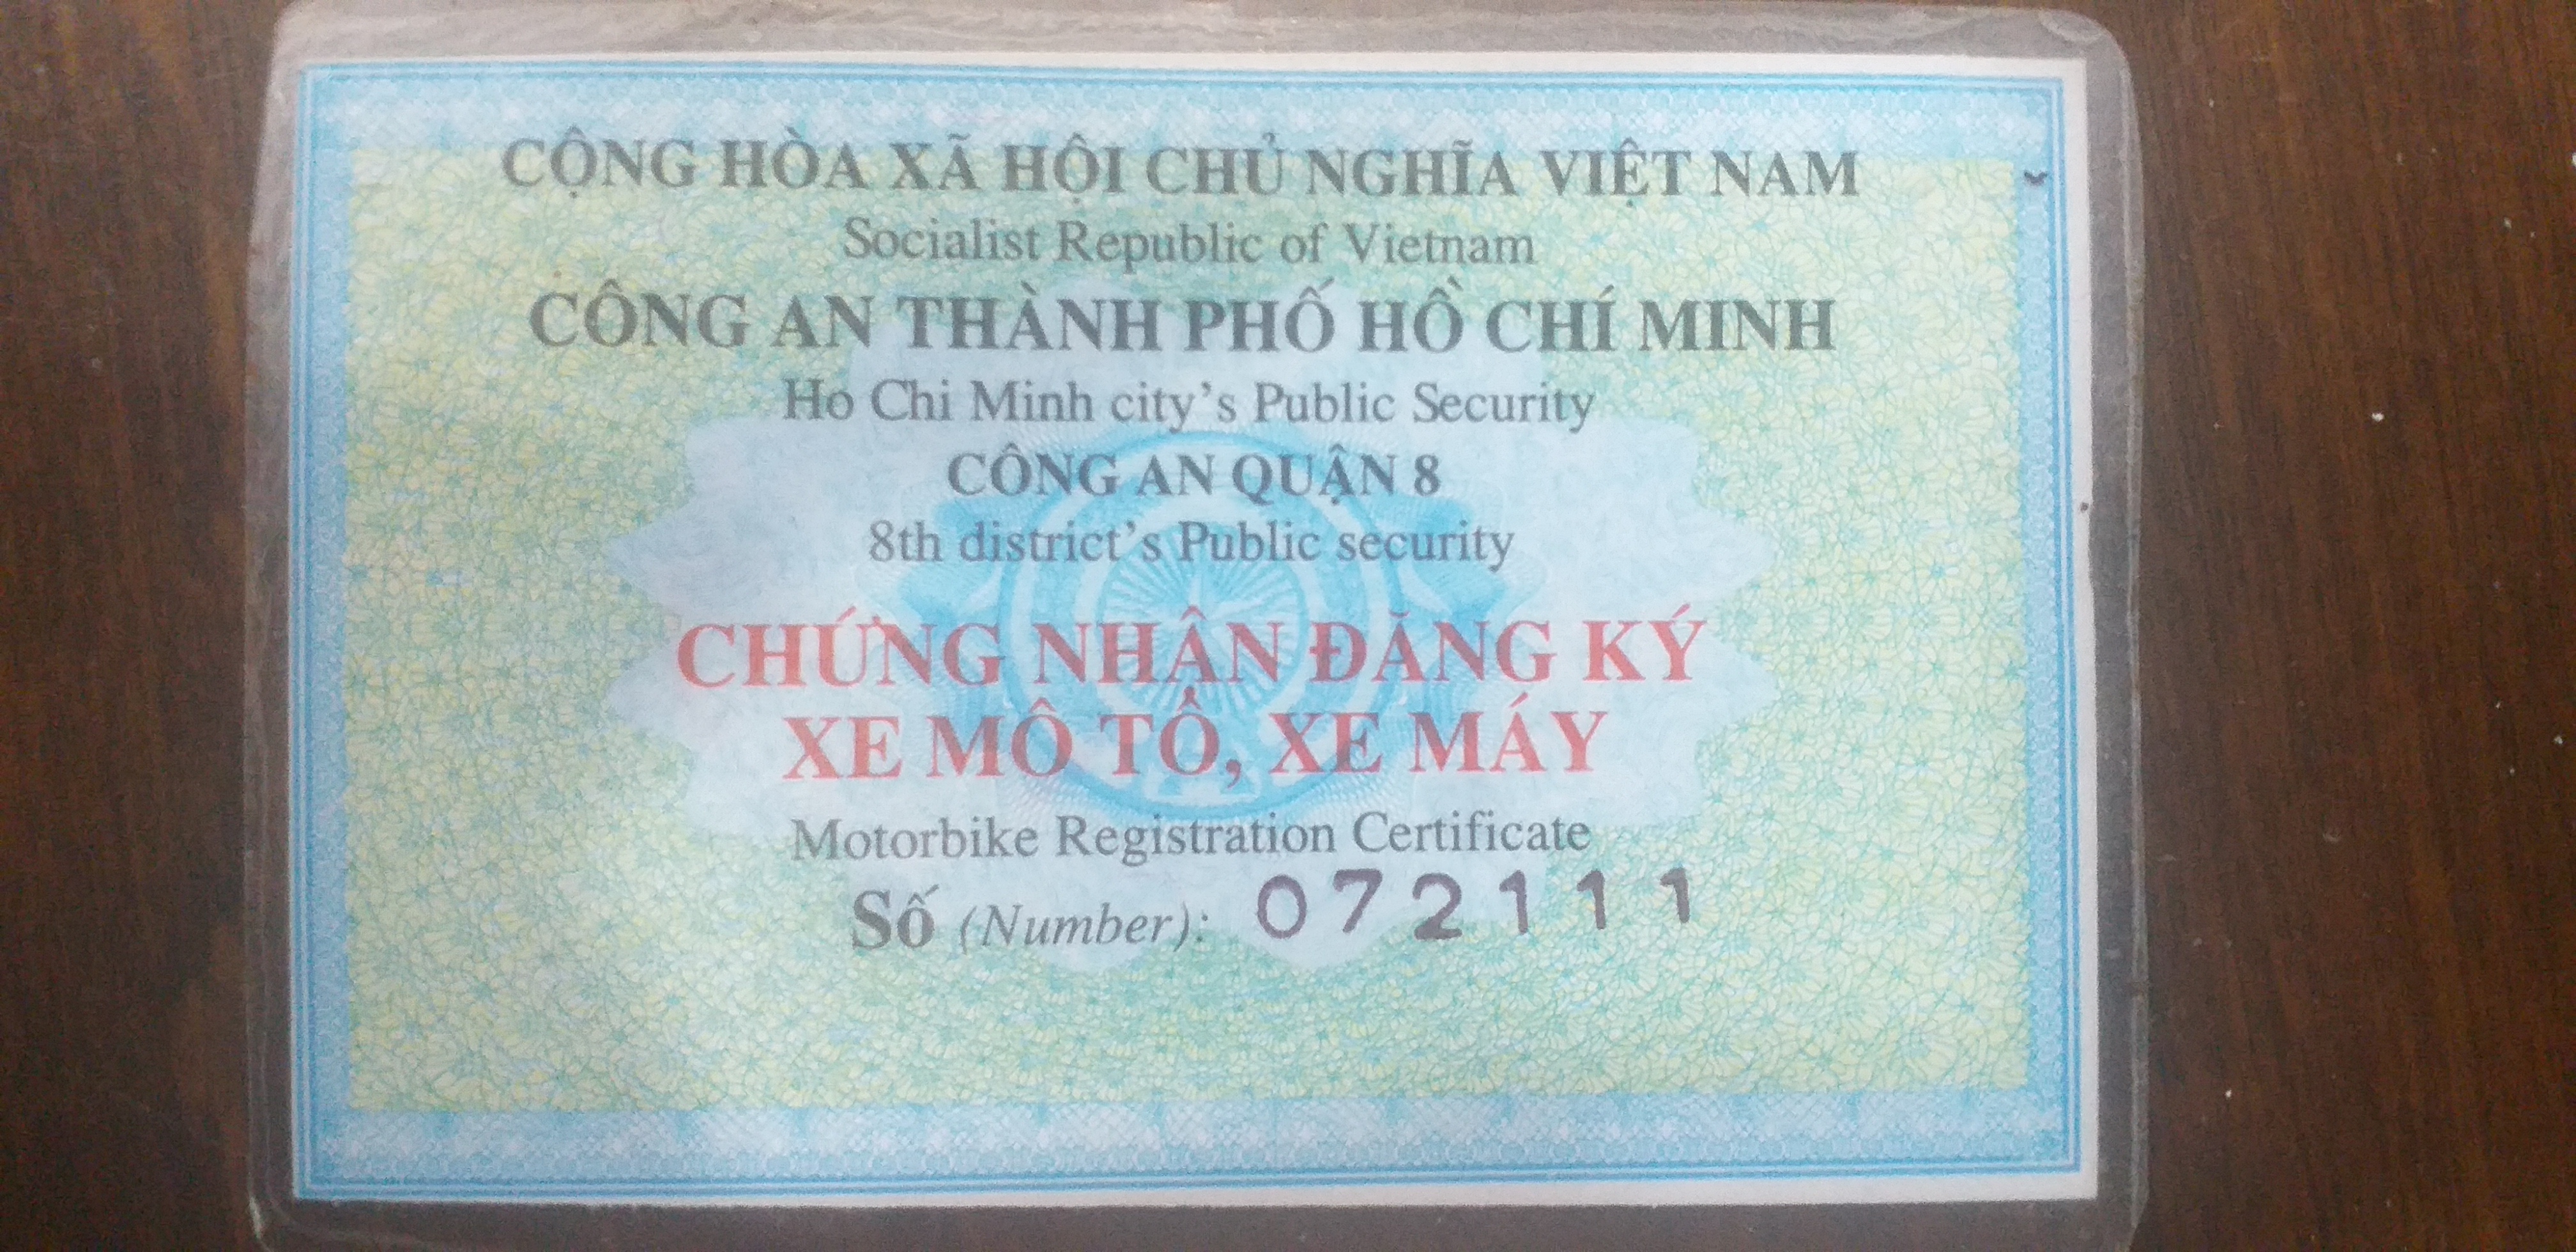 CỘNG HÒA XÃ HỘI CHỦ NGHĨA VIỆT NAM
Socialist Republic of Vietnam
CÔNG AN THÀNH PHỐ HỒ CHÍ MINH
Ho Chi Minh city's Public Security
CÔNG AN QUẬN 8
8th district's Public security
CHỨNG NHẬN ĐĂNG KÝ
XE MÔ TÔ, XE MÁY
Motorbike Registration Certificate
Số (Number): 072111